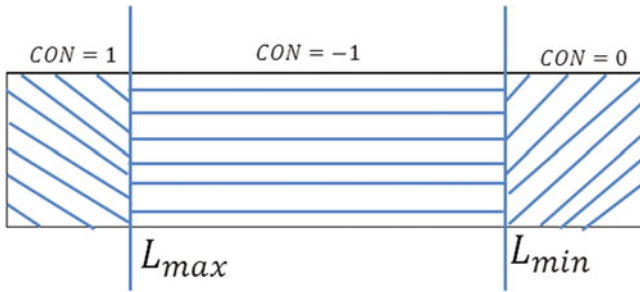 CON = 1
CON = −1
CON = 0
L_max
L_min